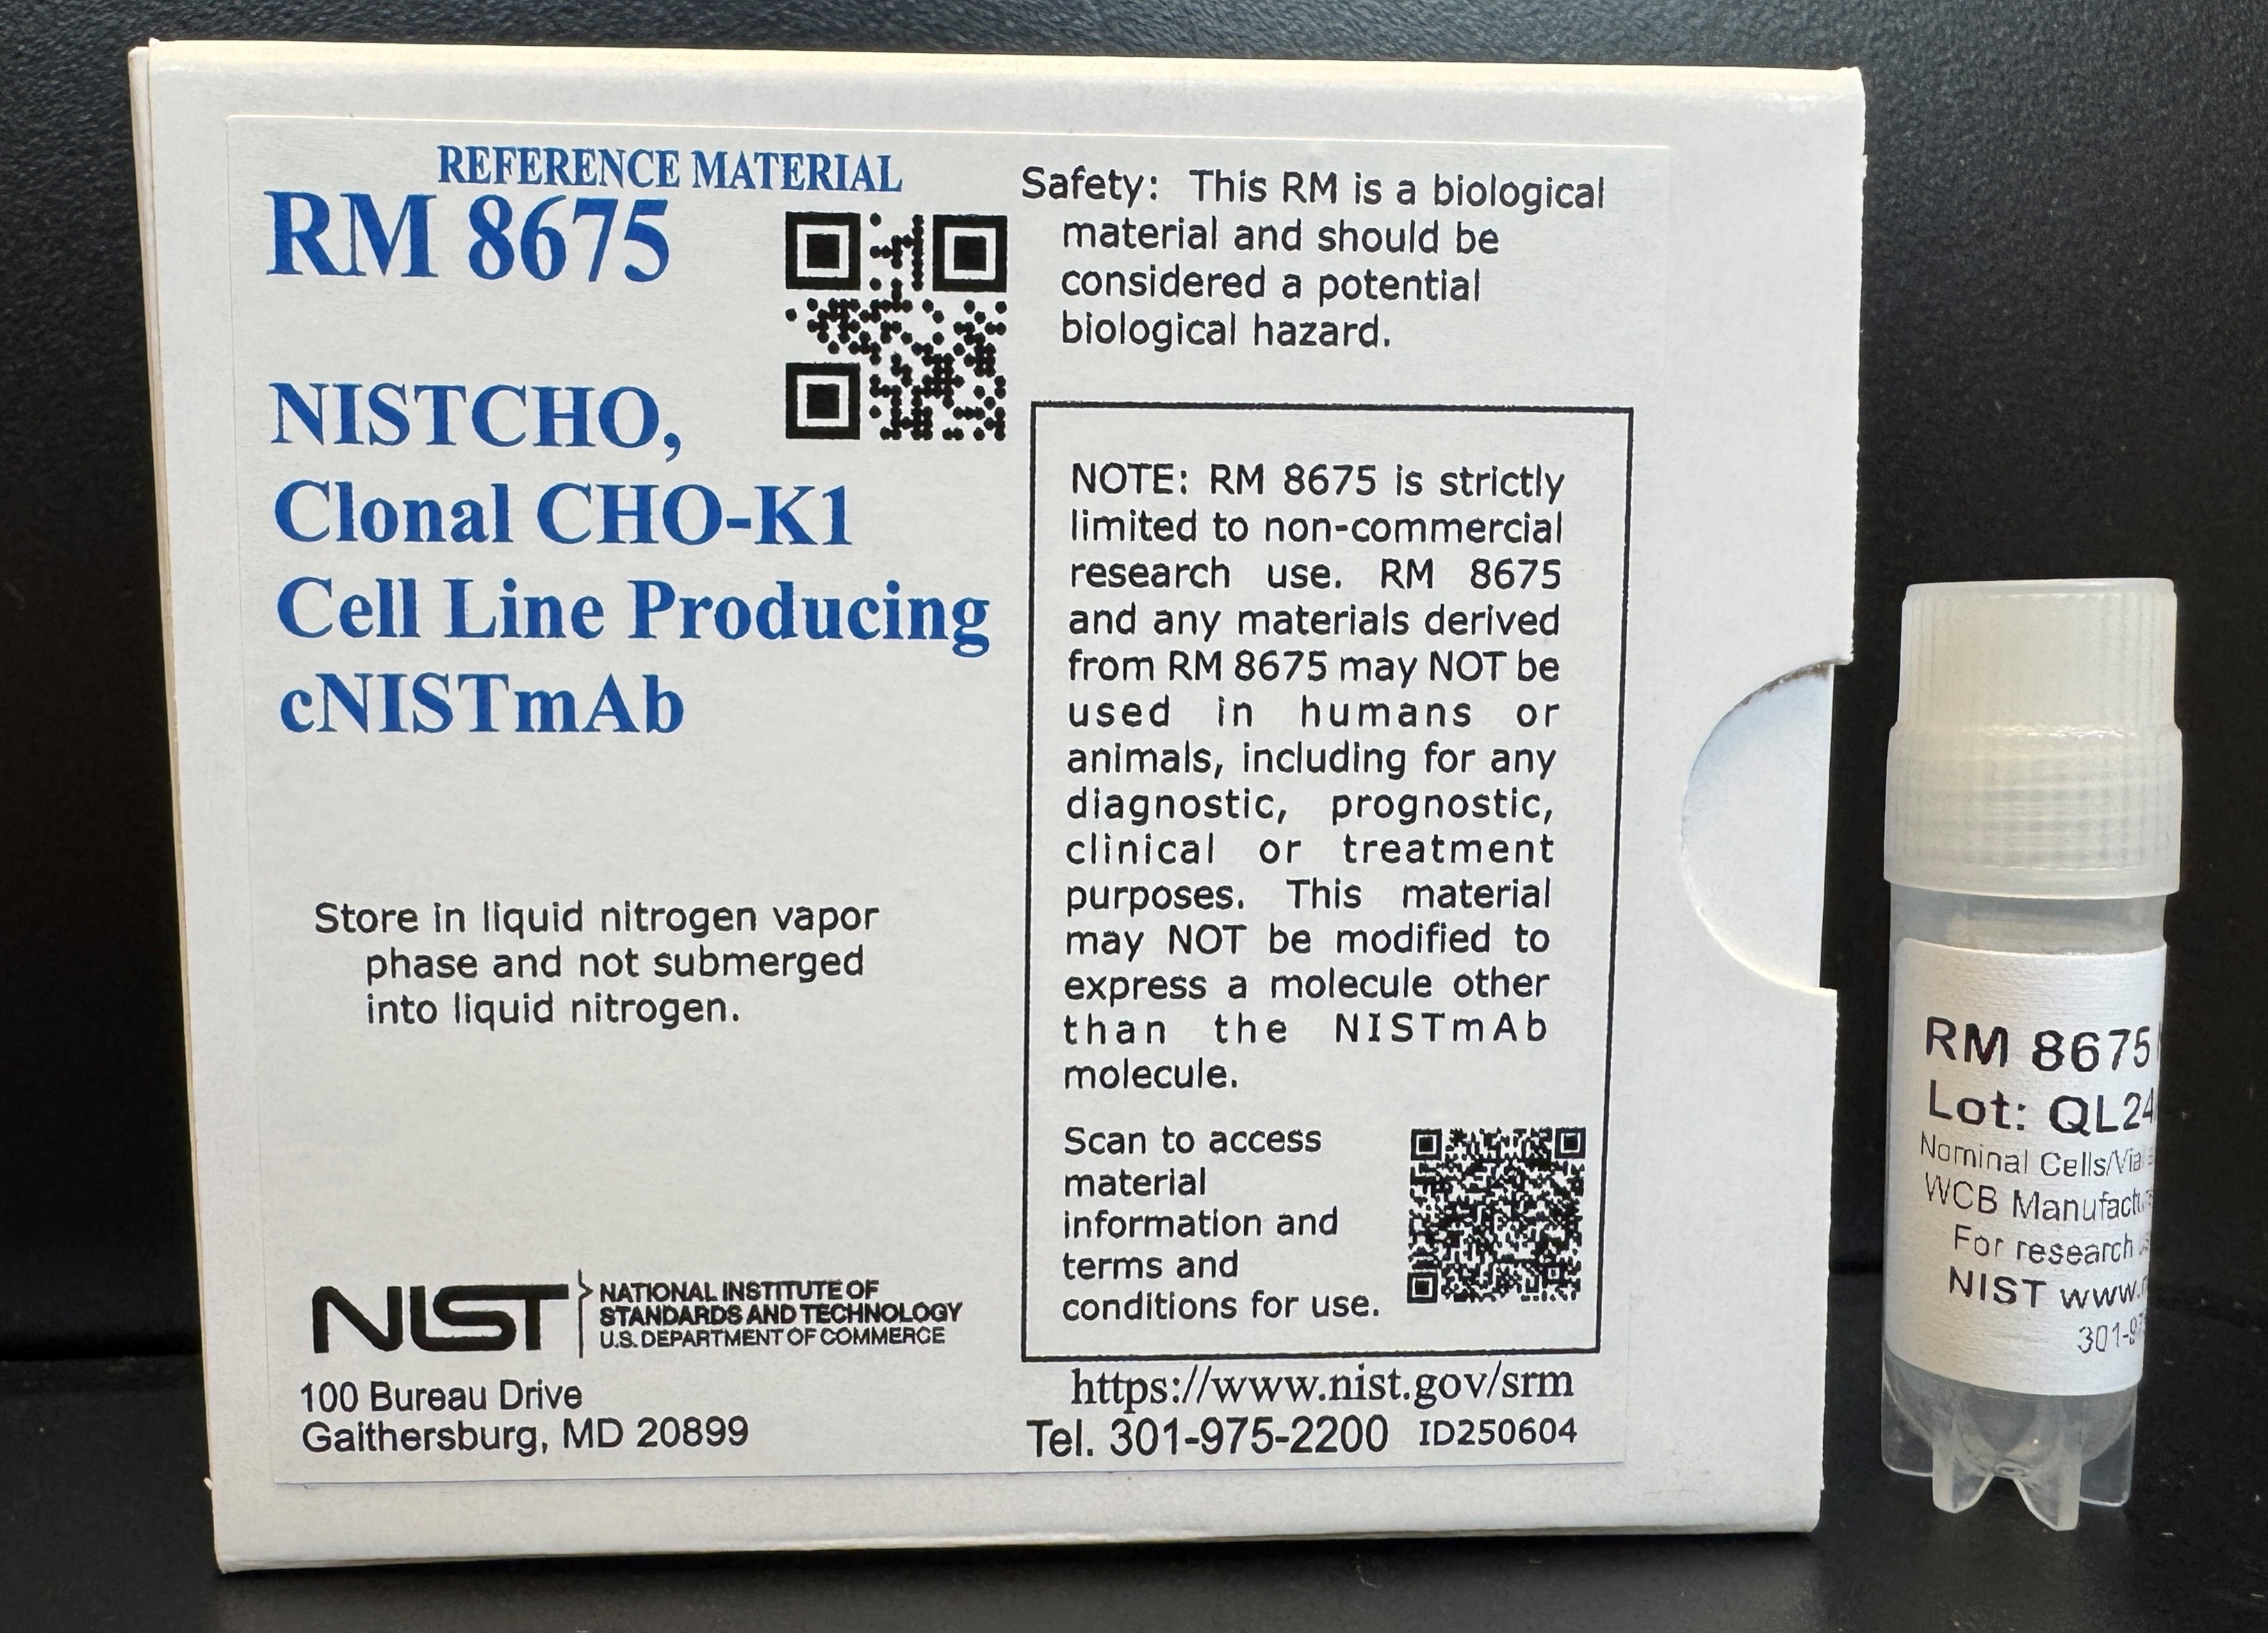 REFERENCE MATERIAL
RM 8675
NISTCHO,
Clonal CHO-K1
Cell Line Producing
cNISTmAb
Store in liquid nitrogen vapor
phase and not submerged
into liquid nitrogen.
NIST
NATIONAL INSTITUTE OF
STANDARDS AND TECHNOLOGY
U.S. DEPARTMENT OF COMMERCE
100 Bureau Drive
Gaithersburg, MD 20899
Safety: This RM is a biological
material and should be
considered a potential
biological hazard.
NOTE: RM 8675 is strictly
limited to non-commercial
research use. RM 8675
and any materials derived
from RM 8675 may NOT be
used in humans or
animals, including for any
diagnostic, prognostic,
clinical or treatment
purposes. This material
may NOT be modified to
express a molecule other
than the NISTmAb
molecule.
Scan to access
material
information and
terms and
conditions for use.
https://www.nist.gov/srm
Tel. 301-975-2200 ID250604
RM 8675
Lot: QL24
Nominal Cells/Vial
WCB
For research
NIST www.